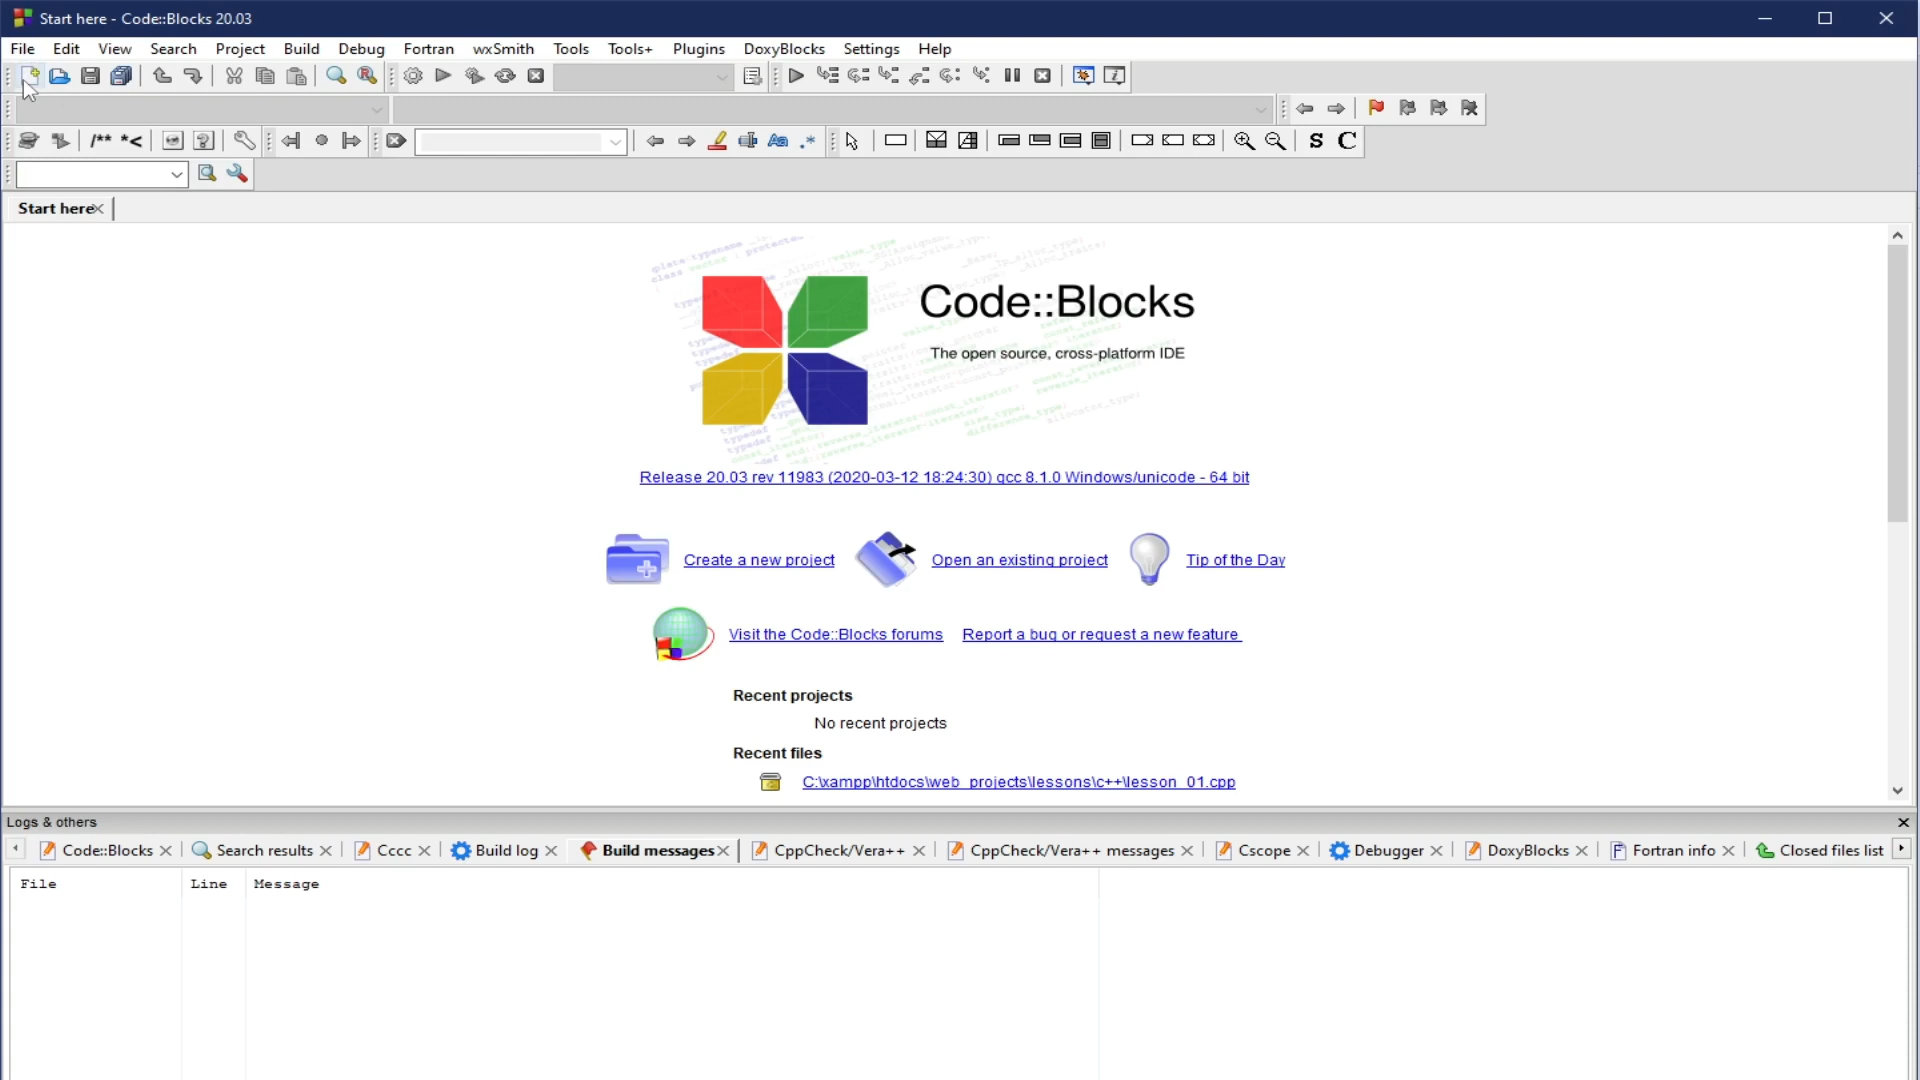 Start here - Code::Blocks 20.03
File Edit View Search Project Build Debug Fortran wxSmith Tools Tools+ Plugins DoxyBlocks Settings Help
/** *<
Aa .*
S C
Start here
Code::Blocks
The open source, cross-platform IDE
Release 20.03 rev 11983 (2020-03-12 18:24:30) gcc 8.1.0 Windows/unicode - 64 bit
Create a new project Open an existing project Tip of the Day
Visit the Code::Blocks forums Report a bug or request a new feature
Recent projects
No recent projects
Recent files
C:\xampp\htdocs\web_projects\lessons\c++\lesson_01.cpp
Logs & others
Code::Blocks Search results Cccc Build log Build messages CppCheck/Vera++ CppCheck/Vera++ messages Cscope Debugger DoxyBlocks Fortran info Closed files list
File Line Message